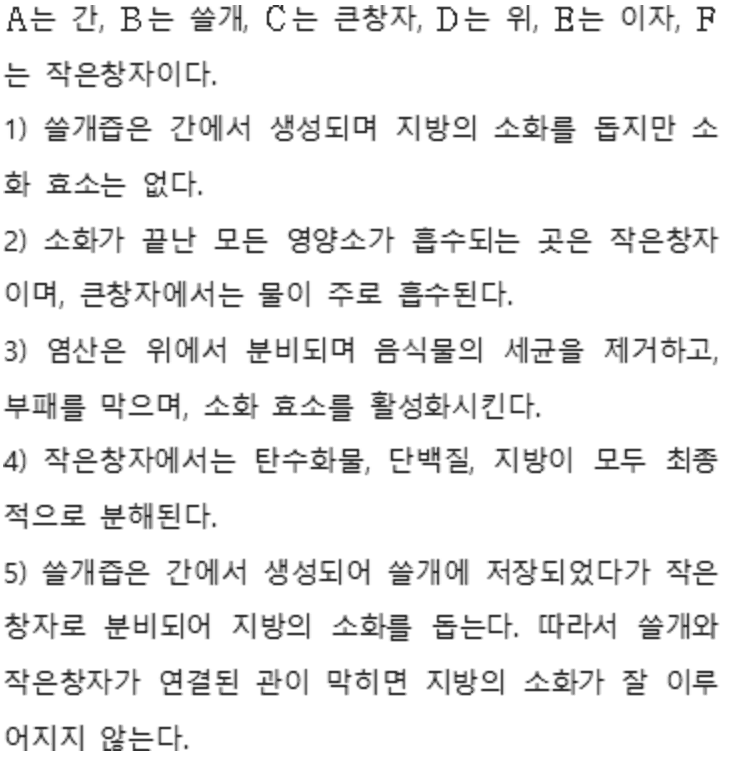 A는 간, B는 쓸개, C는 큰창자, D는 위, E는 이자, F
는 작은창자이다.
1) 쓸개즙은 간에서 생성되며 지방의 소화를 돕지만 소
화 효소는 없다.
2) 소화가 끝난 모든 영양소가 흡수되는 곳은 작은창자
이며, 큰창자에서는 물이 주로 흡수된다.
3) 염산은 위에서 분비되며 음식물의 세균을 제거하고,
부패를 막으며, 소화 효소를 활성화시킨다.
4) 작은창자에서는 탄수화물, 단백질, 지방이 모두 최종
적으로 분해된다.
5) 쓸개즙은 간에서 생성되어 쓸개에 저장되었다가 작은
창자로 분비되어 지방의 소화를 돕는다. 따라서 쓸개와
작은창자가 연결된 관이 막히면 지방의 소화가 잘 이루
어지지 않는다.